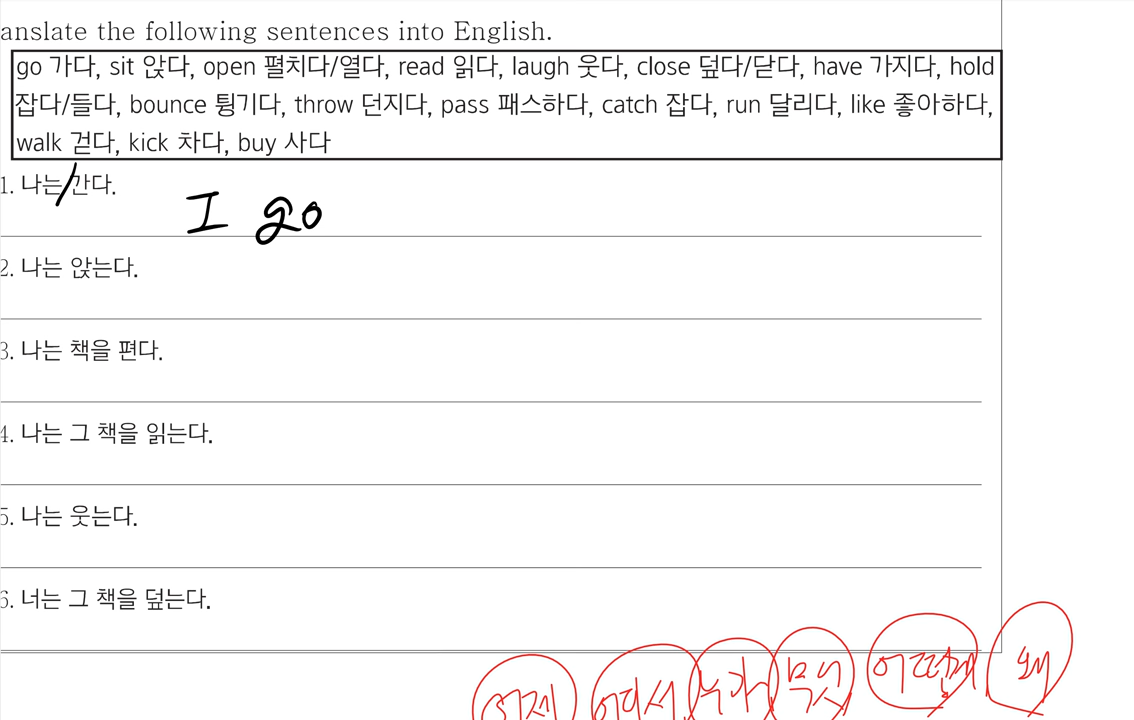 anslate the following sentences into English.
go 가다, sit 앉다, open 펼치다/열다, read 읽다, laugh 웃다, close 덮다/닫다, have 가지다, hold
잡다/들다, bounce 튕기다, throw 던지다, pass 패스하다, catch 잡다, run 달리다, like 좋아하다,
walk 걷다, kick 차다, buy 사다
1. 나는/간다.
I go
2. 나는 앉는다.
3. 나는 책을 편다.
4. 나는 그 책을 읽는다.
5. 나는 웃는다.
6. 너는 그 책을 덮는다.
언제 어디서 누가 무엇 어떻게 왜